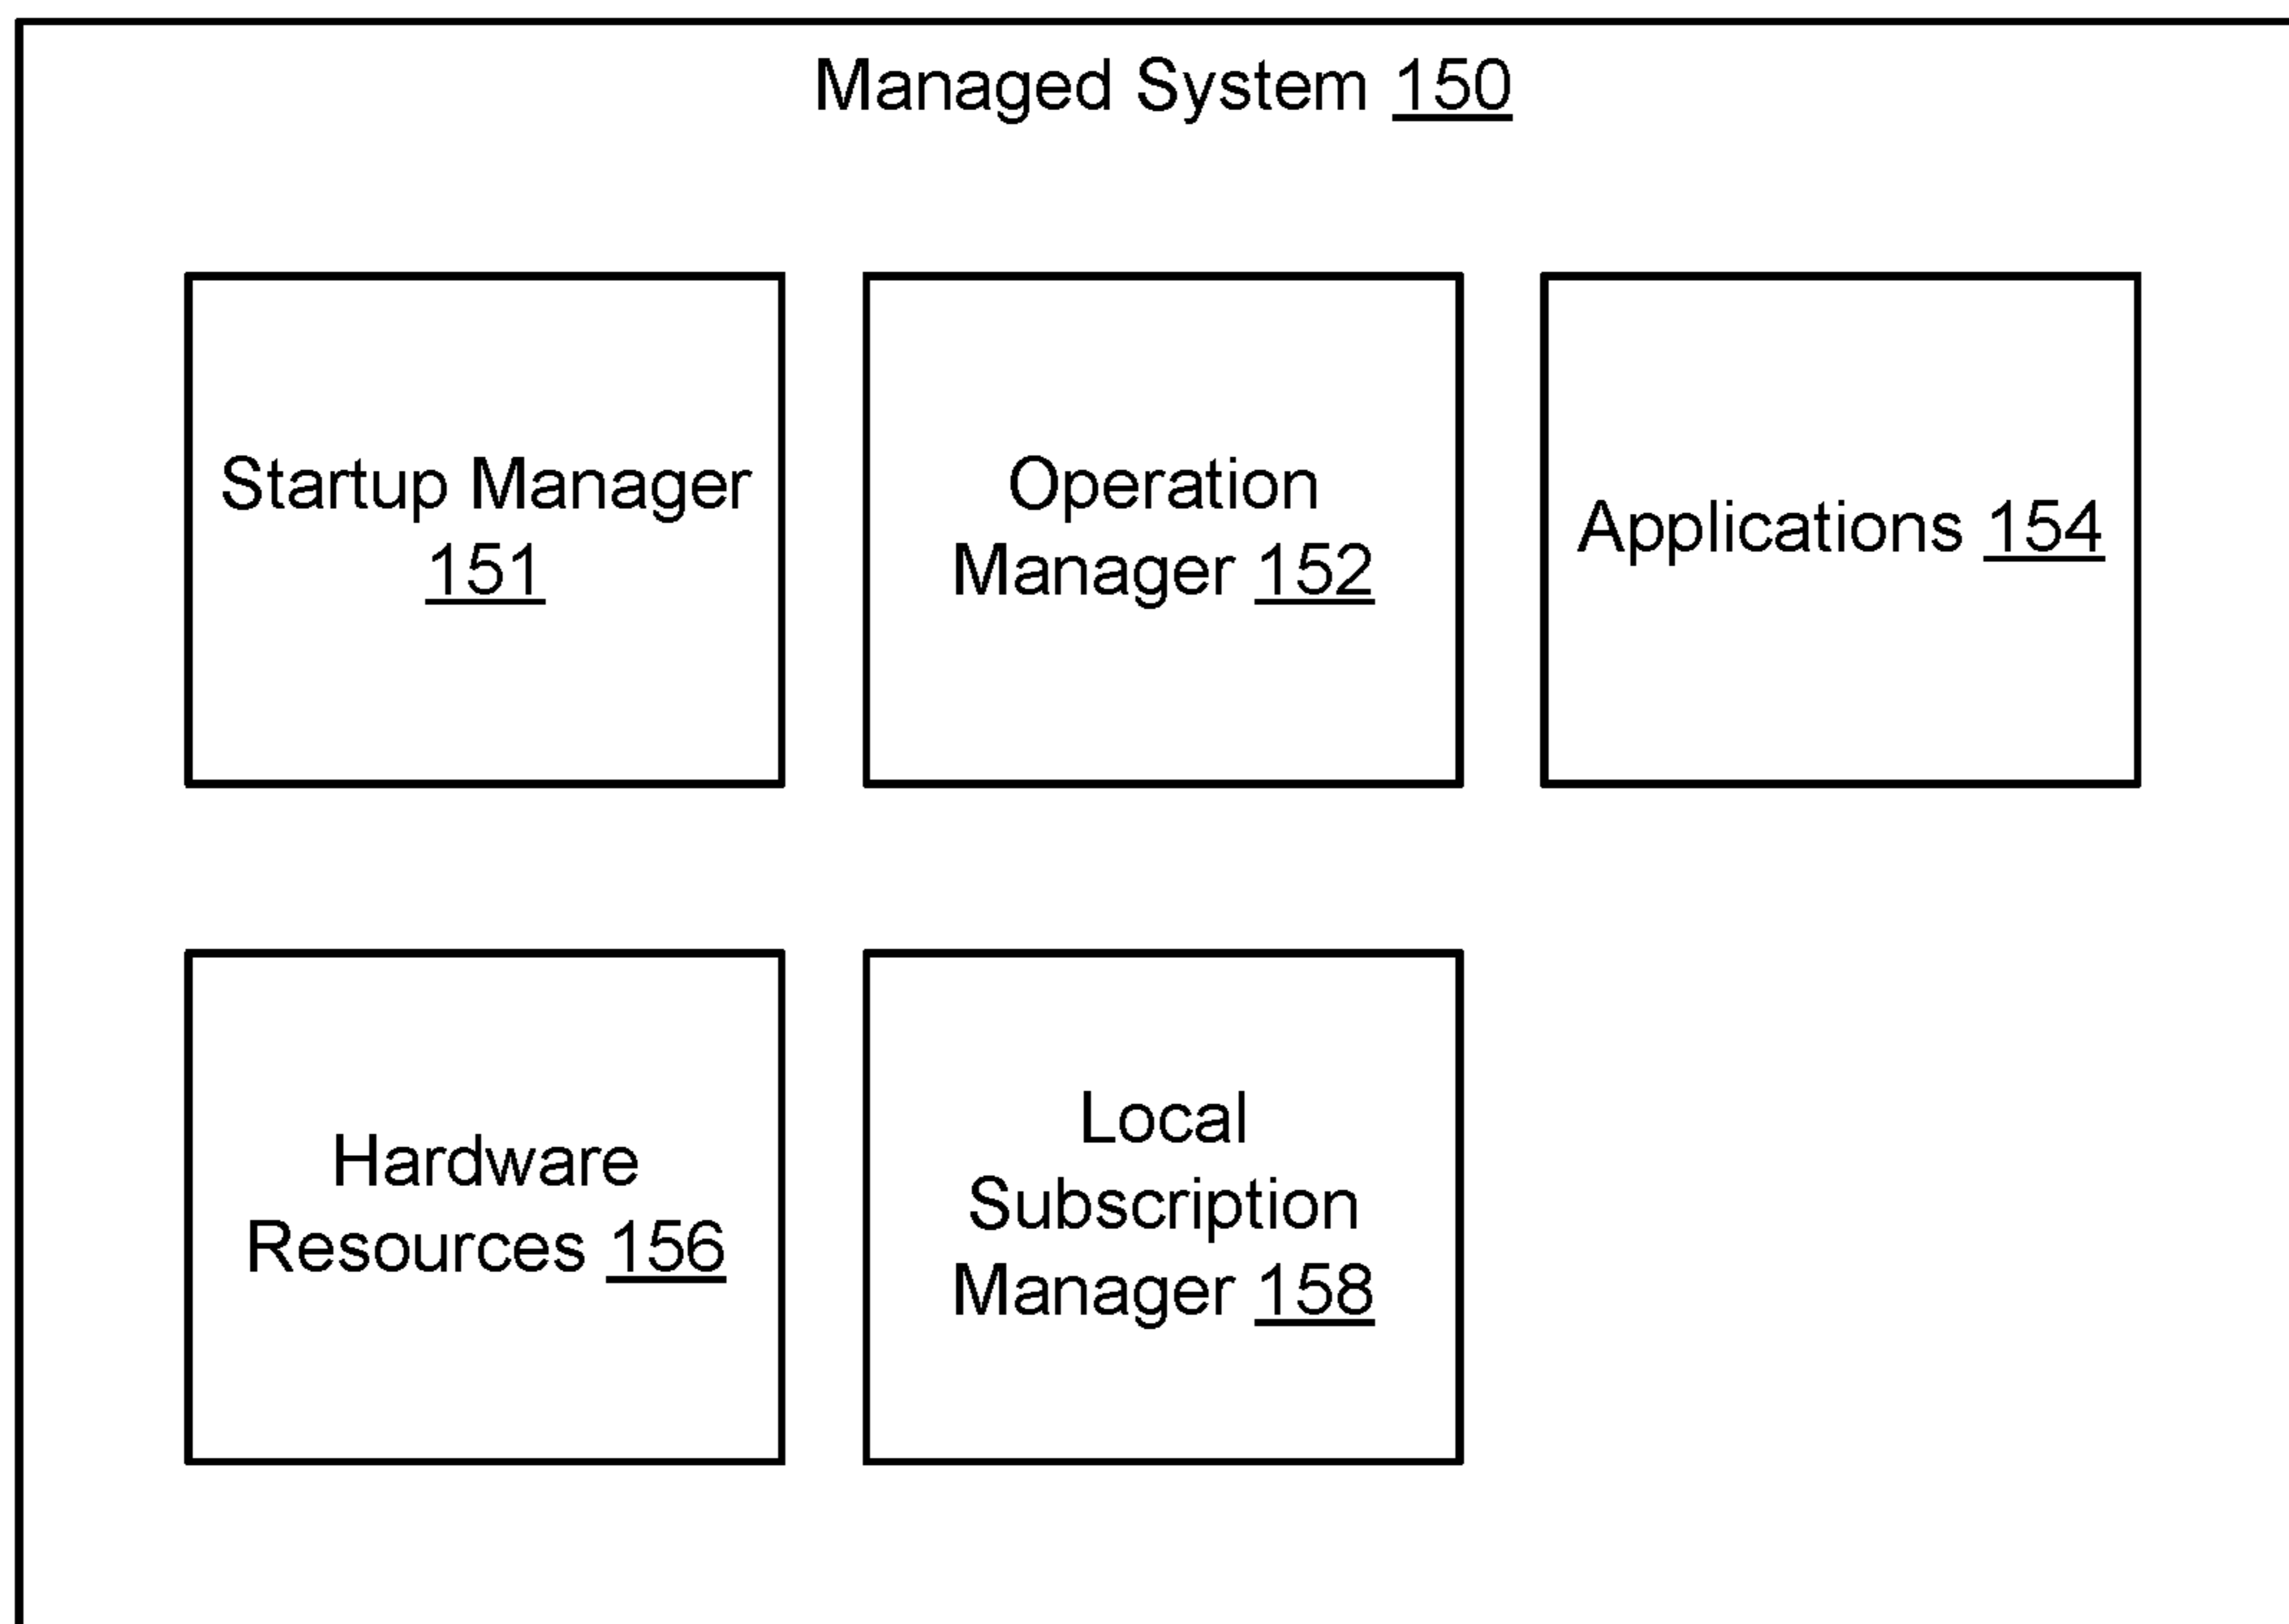 Managed System 150
Startup Manager
151
Operation
Manager 152
Applications 154
Hardware
Resources 156
Local
Subscription
Manager 158